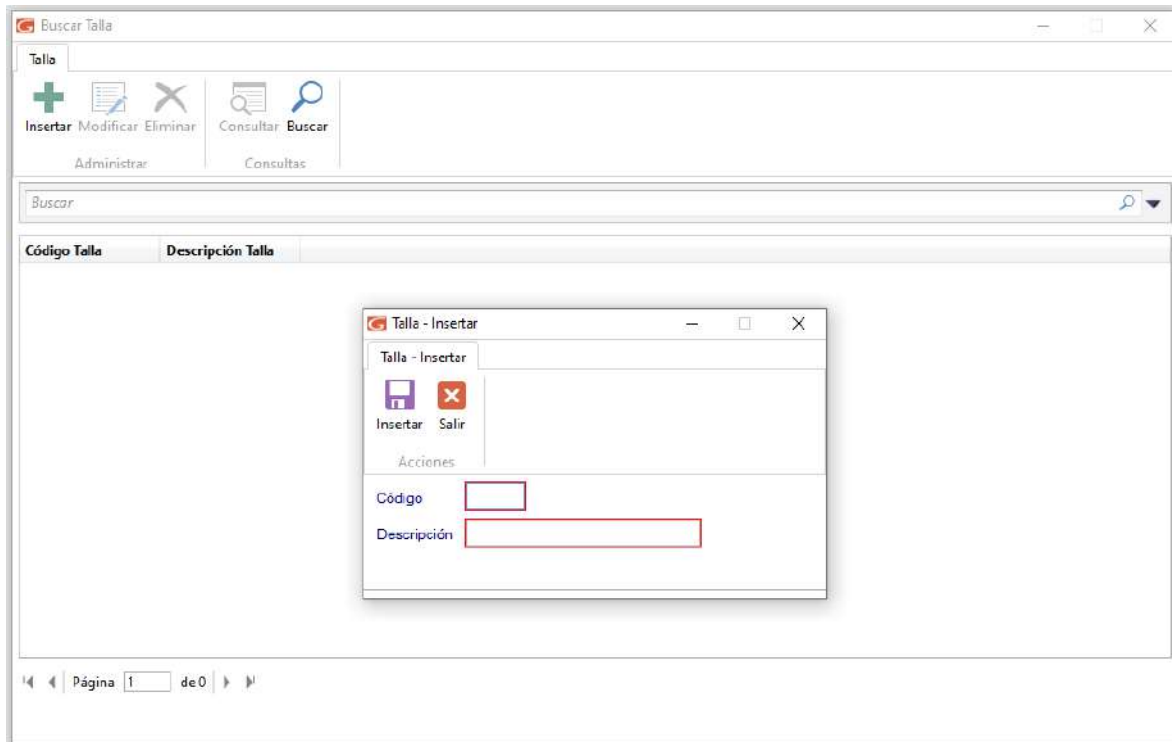 Buscar Talla
Talla
Insertar Modificar Eliminar Consultar Buscar
Administrar Consultas
Buscar
Código Talla Descripción Talla
Talla - Insertar
Talla - Insertar
Insertar Salir
Acciones
Código
Descripción
Página 1 de 0